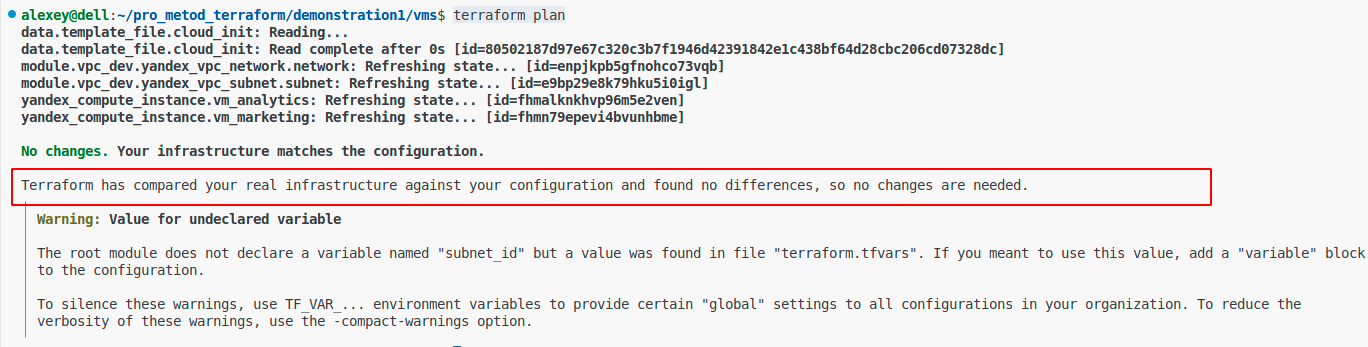 alexey@dell:~/pro_metod_terraform/demonstration1/vms$ terraform plan
data.template_file.cloud_init: Reading...
data.template_file.cloud_init: Read complete after 0s [id=80502187d97e67c320c3b7f1946d42391842e1c438bf64d28cbc206cd07328dc]
module.vpc_dev.yandex_vpc_network.network: Refreshing state... [id=enpjkpb5gfnohco73vqb]
module.vpc_dev.yandex_vpc_subnet.subnet: Refreshing state... [id=e9bp29e8k79hku5i0igl]
yandex_compute_instance.vm_analytics: Refreshing state... [id=fhmalknkhvp96m5e2ven]
yandex_compute_instance.vm_marketing: Refreshing state... [id=fhmn79epevi4bvunhbme]
No changes. Your infrastructure matches the configuration.
Terraform has compared your real infrastructure against your configuration and found no differences, so no changes are needed.
Warning: Value for undeclared variable
The root module does not declare a variable named "subnet_id" but a value was found in file "terraform.tfvars". If you meant to use this value, add a "variable" block
to the configuration.
To silence these warnings, use TF_VAR_... environment variables to provide certain "global" settings to all configurations in your organization. To reduce the
verbosity of these warnings, use the -compact-warnings option.